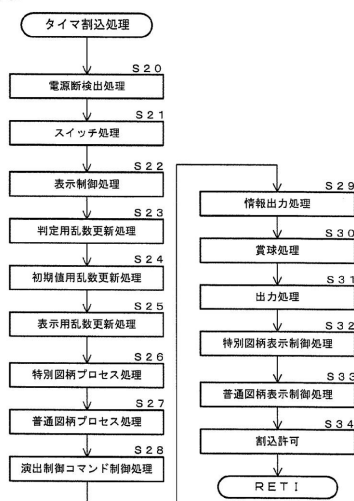 タイマ割込処理
S20
電源断検出処理
S21
スイッチ処理
S22
表示制御処理
S23
判定用乱数更新処理
S24
初期値用乱数更新処理
S25
表示用乱数更新処理
S26
特別図柄プロセス処理
S27
普通図柄プロセス処理
S28
演出制御コマンド制御処理
S29
情報出力処理
S30
賞球処理
S31
出力処理
S32
特別図柄表示制御処理
S33
普通図柄表示制御処理
S34
割込許可
RETI